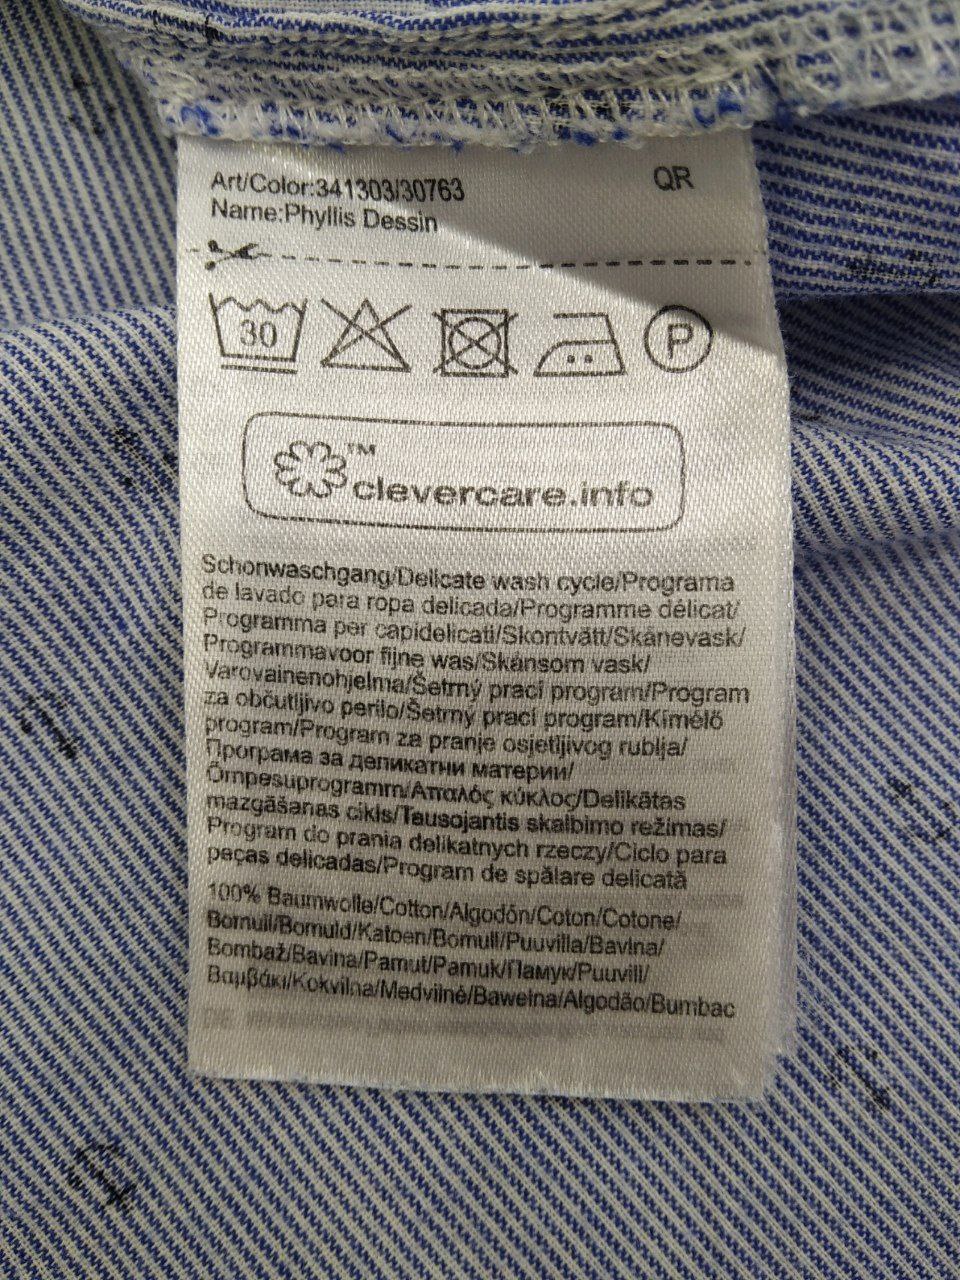 Art/Color:341303/30763
QR
Name:Phyllis Dessin
30
P
™
clevercare.info
Schonwaschgang/Delicate wash cycle/Programa
de lavado para ropa delicada/Programme délicat/
Programma per capidelicati/Skontvätt/Skånevask/
Programmavoor fijne was/Skånsom vask/
Varovainenohjelma/Šetrný prací program/Program
za občutljivo perilo/Šetrný prací program/Kímélő
program/Program za pranje osjetljivog rublja/
Програма за деликатни материи/
Õrnpesuprogramm/Απαλός κύκλος/Delikātas
mazgāšanas cikls/Tausojantis skalbimo režimas/
Program do prania delikatnych rzeczy/Ciclo para
peças delicadas/Program de spălare delicată
100% Baumwolle/Cotton/Algodón/Coton/Cotone/
Bomull/Bomuld/Katoen/Bomull/Puuvilla/Bavlna/
Bombaž/Bavlna/Pamut/Pamuk/Памук/Puuvill/
Βαμβάκι/Kokvilna/Medvilnė/Bawełna/Algodão/Bumbac